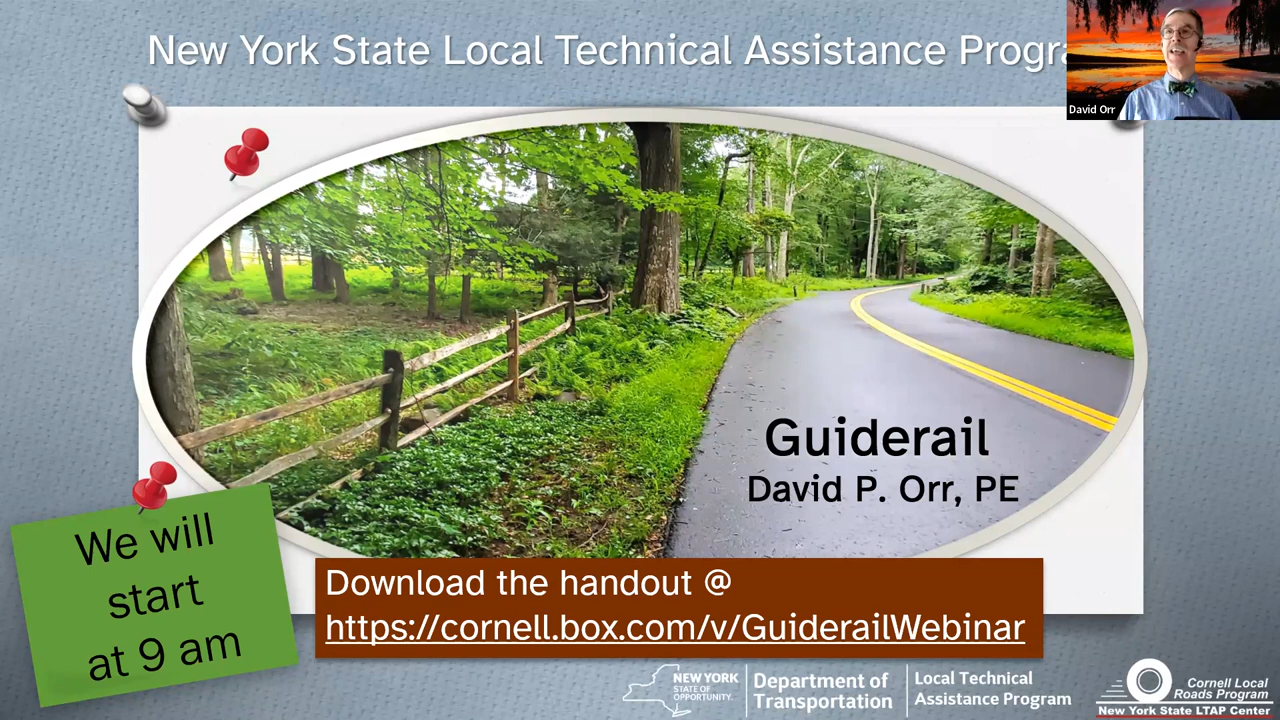 New York State Local Technical Assistance Progra
David Orr
Guiderail
David P. Orr, PE
We will
start
at 9 am
Download the handout @
https://cornell.box.com/v/GuiderailWebinar
NEW YORK
STATE OF
OPPORTUNITY.
Department of
Transportation
Local Technical
Assistance Program
Cornell Local
Roads Program
New York State LTAP Center